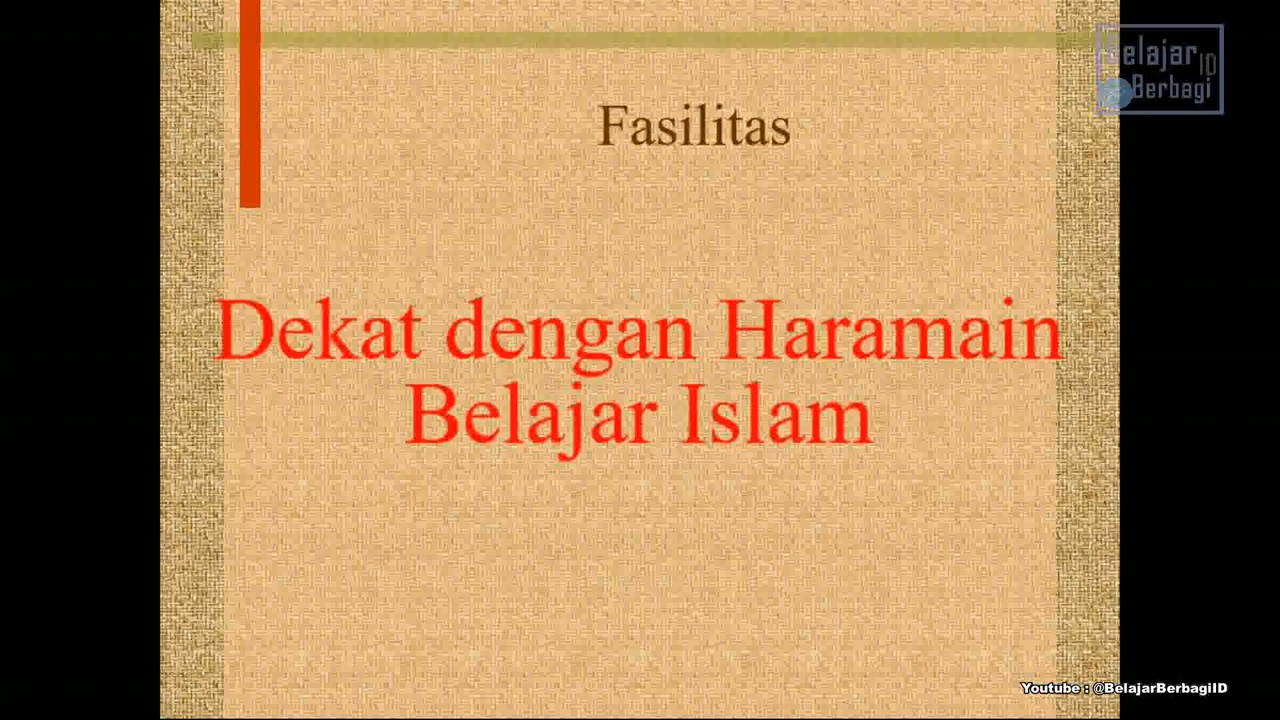 Belajar
ID
Berbagi
Fasilitas
Dekat dengan Haramain
Belajar Islam
Youtube : @BelajarBerbagiID